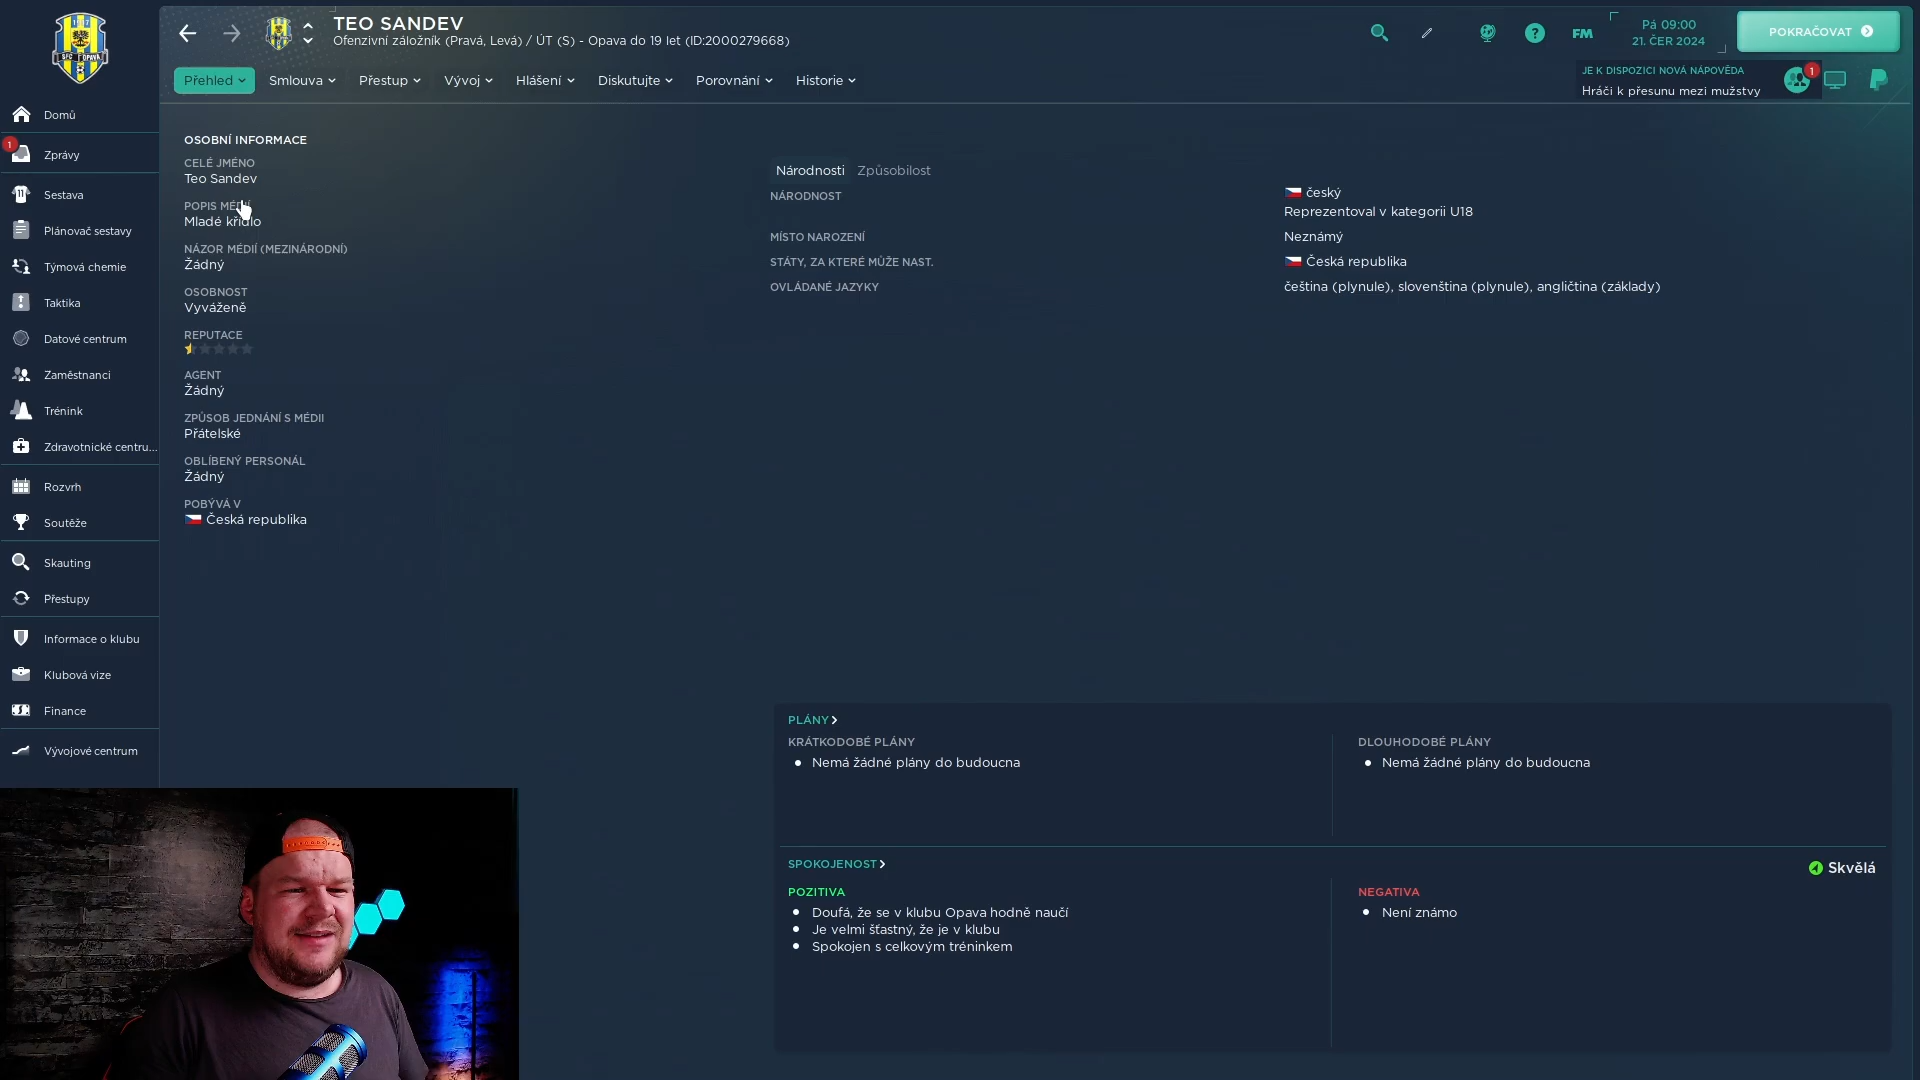 TEO SANDEV
Ofenzivní záložník (Pravá, Levá) / ÚT (S) - Opava do 19 let (ID:2000279668)
Pá 09:00
21. ČER 2024
POKRAČOVAT
FM
Přehled
Smlouva
Přestup
Vývoj
Hlášení
Diskutujte
Porovnání
Historie
JE K DISPOZICI NOVÁ NÁPOVĚDA
Hráči k přesunu mezi mužstvy
1
Domů
1
Zprávy
Sestava
Plánovač sestavy
Týmová chemie
Taktika
Datové centrum
Zaměstnanci
Trénink
Zdravotnické centru...
Rozvrh
Soutěže
Skauting
Přestupy
Informace o klubu
Klubová vize
Finance
Vývojové centrum
OSOBNÍ INFORMACE
CELÉ JMÉNO
Teo Sandev
POPIS MÉDIÍ
Mladé křídlo
NÁZOR MÉDIÍ (MEZINÁRODNÍ)
Žádný
OSOBNOST
Vyváženě
REPUTACE
AGENT
Žádný
ZPŮSOB JEDNÁNÍ S MÉDII
Přátelské
OBLÍBENÝ PERSONÁL
Žádný
POBÝVÁ V
Česká republika
Národnosti
Způsobilost
NÁRODNOST
český
Reprezentoval v kategorii U18
MÍSTO NAROZENÍ
Neznámý
STÁTY, ZA KTERÉ MŮŽE NAST.
Česká republika
OVLÁDANÉ JAZYKY
čeština (plynule), slovenština (plynule), angličtina (základy)
PLÁNY
KRÁTKODOBÉ PLÁNY
Nemá žádné plány do budoucna
DLOUHODOBÉ PLÁNY
Nemá žádné plány do budoucna
SPOKOJENOST
Skvělá
POZITIVA
Doufá, že se v klubu Opava hodně naučí
Je velmi šťastný, že je v klubu
Spokojen s celkovým tréninkem
NEGATIVA
Není známo